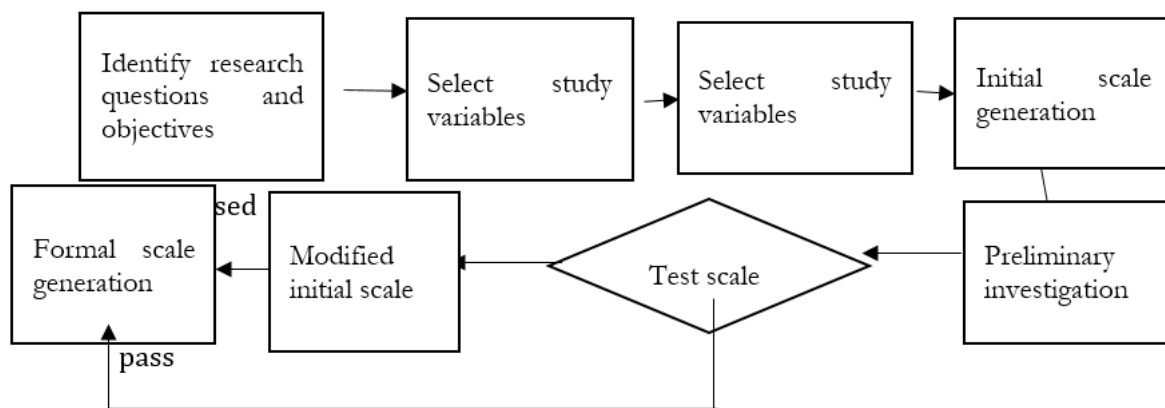 Identify research
questions and
objectives
Select study
variables
Select study
variables
Initial scale
generation
sed
Formal scale
generation
Modified
initial scale
Test scale
Preliminary
investigation
pass